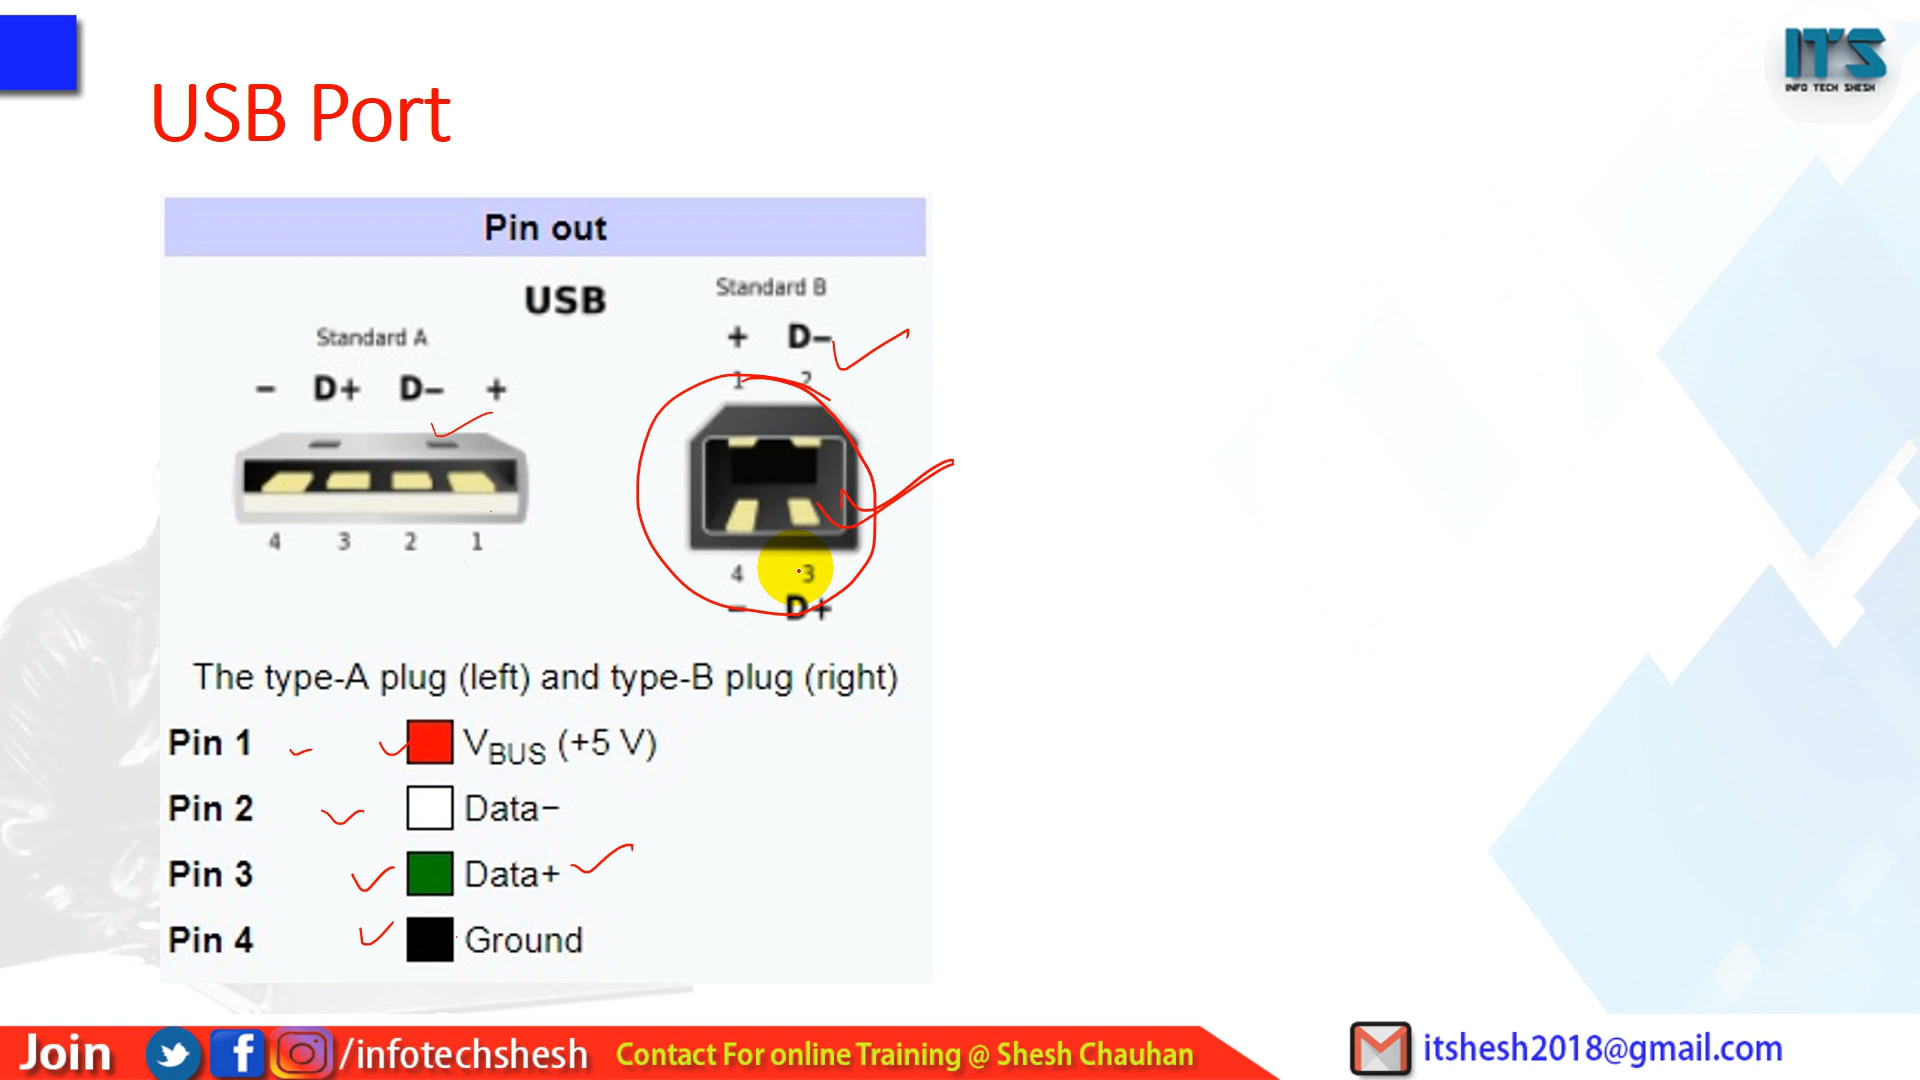 ITS
INFO TECH SHESH
USB Port
Pin out
USB
Standard A
− D+ D− +
4 3 2 1
Standard B
+ D−
1 2
4 3
− D+
The type-A plug (left) and type-B plug (right)
Pin 1 VBUS (+5 V)
Pin 2 Data−
Pin 3 Data+
Pin 4 Ground
Join /infotechshesh Contact For online Training @ Shesh Chauhan itshesh2018@gmail.com